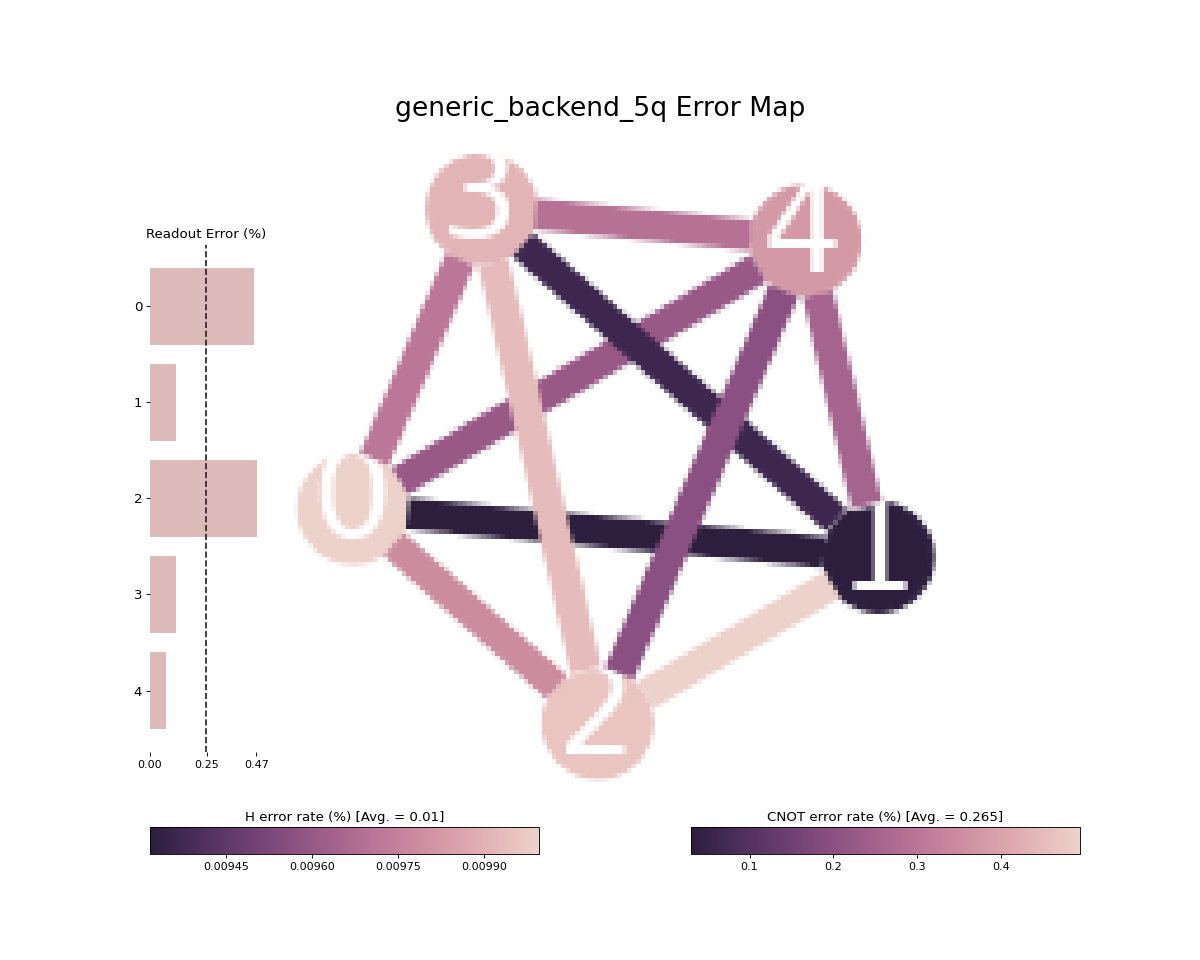 generic_backend_5q Error Map
3
4
Readout Error (%)
0
1
2
3
4
0
1
2
0.00 0.25 0.47
H error rate (%) [Avg. = 0.01]
0.00945 0.00960 0.00975 0.00990
CNOT error rate (%) [Avg. = 0.265]
0.1 0.2 0.3 0.4